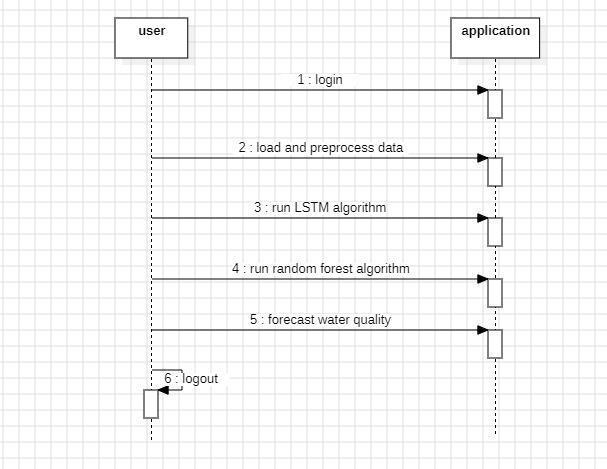 user
application
1 : login
2 : load and preprocess data
3 : run LSTM algorithm
4 : run random forest algorithm
5 : forecast water quality
6 : logout